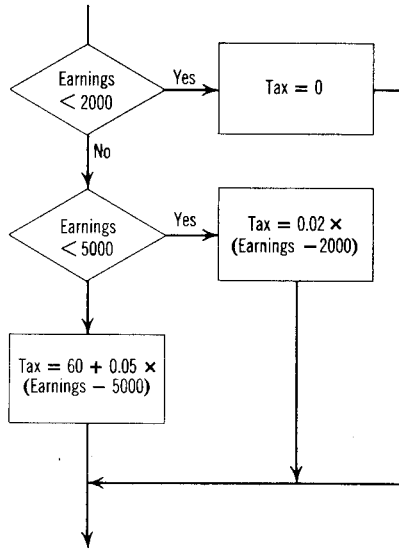 Earnings
< 2000
Yes
Tax = 0
No
Earnings
< 5000
Yes
Tax = 0.02 ×
(Earnings – 2000)
Tax = 60 + 0.05 ×
(Earnings – 5000)